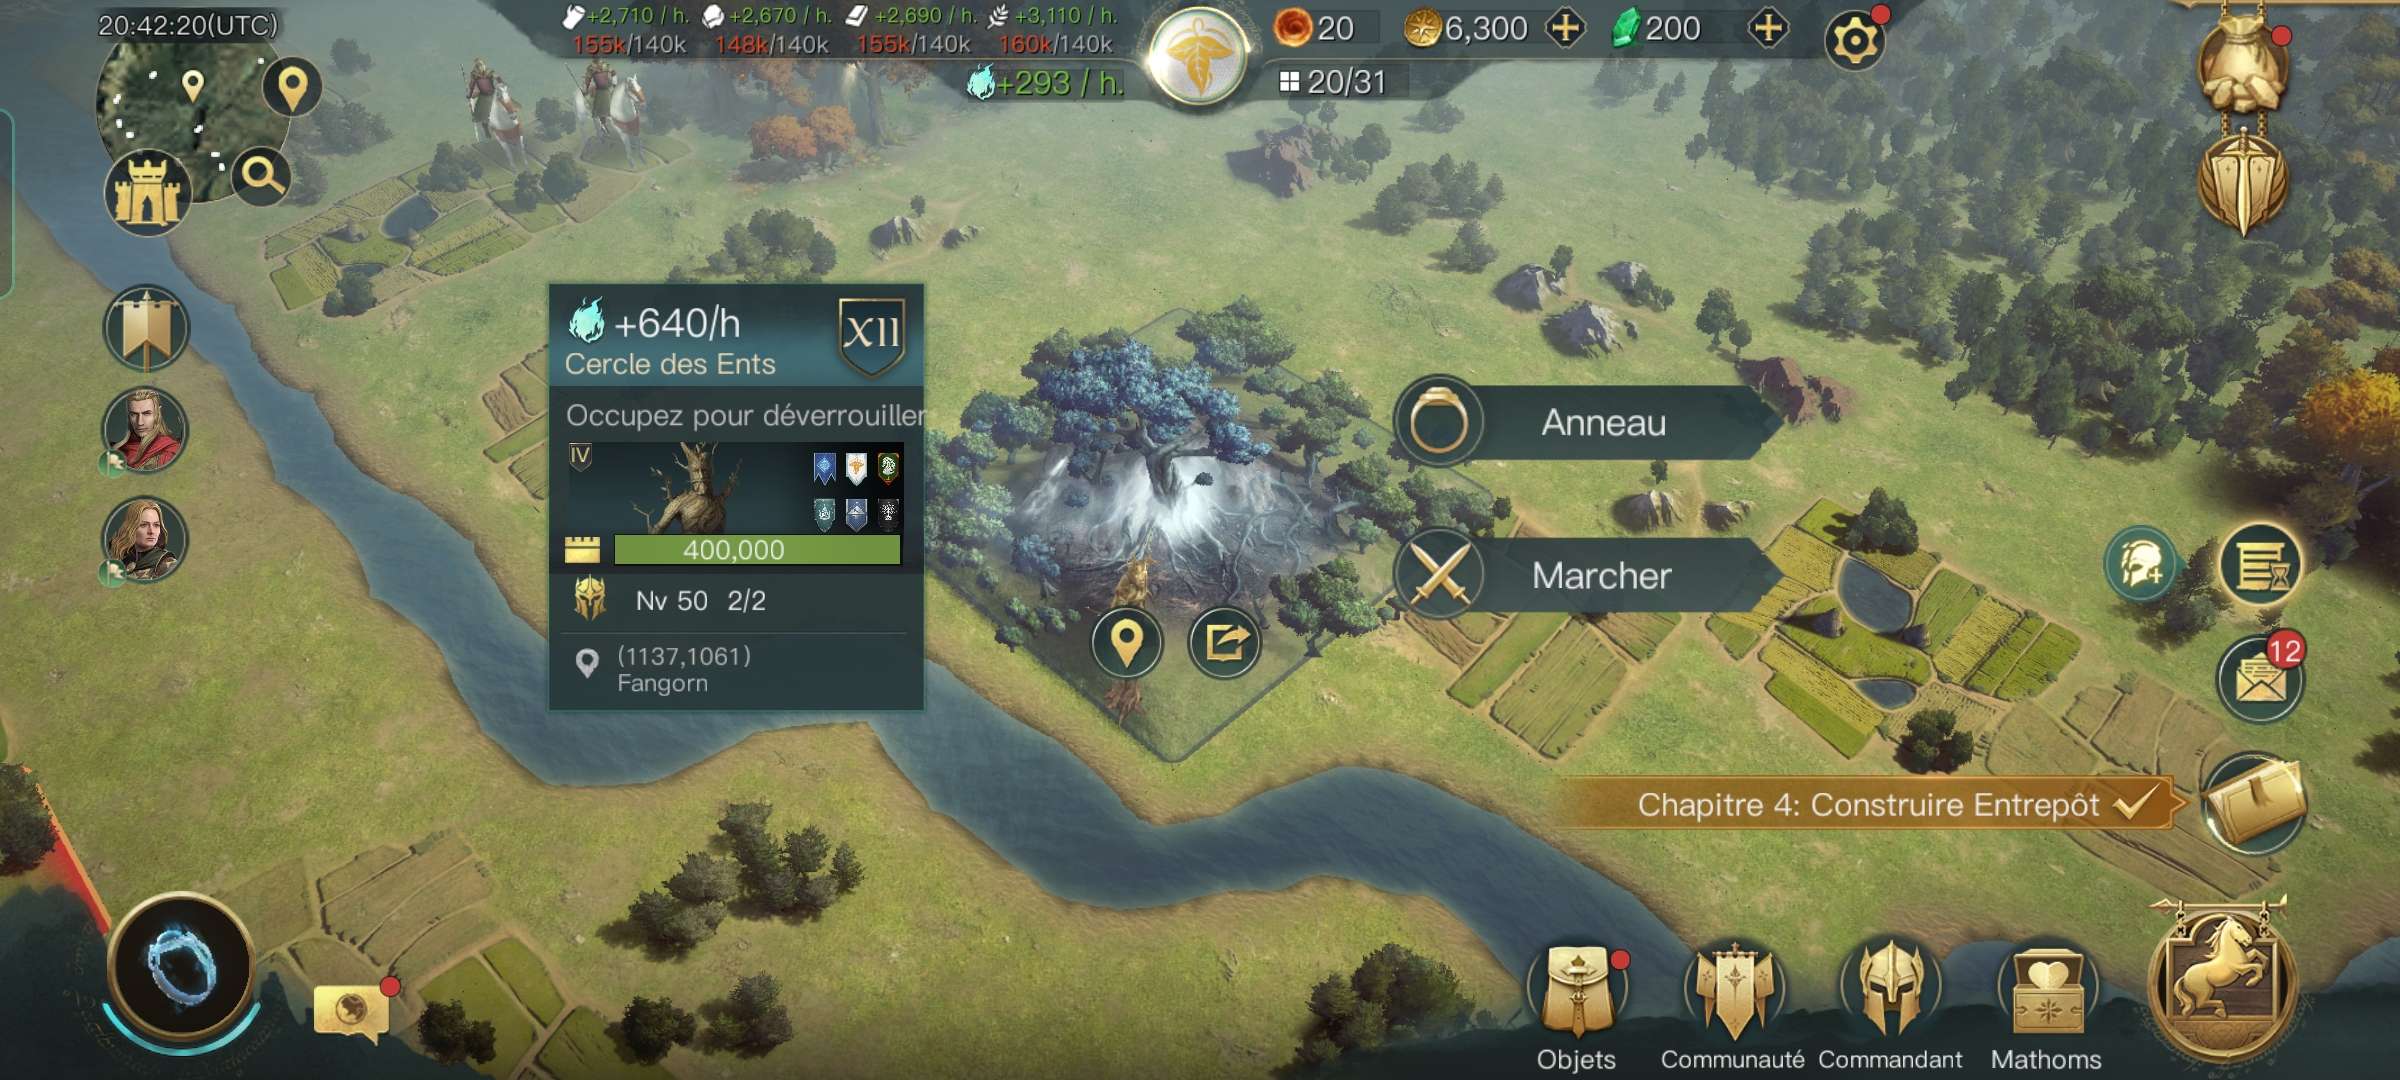 20:42:20(UTC)
+2,710 / h. +2,670 / h. +2,690 / h. +3,110 / h.
155k/140k 148k/140k 155k/140k 160k/140k
+293 / h.
20 6,300 200
20/31
+640/h
XII
Cercle des Ents
Occupez pour déverrouiller
IV
400,000
Nv 50 2/2
(1137,1061)
Fangorn
Anneau
Marcher
12
Chapitre 4: Construire Entrepôt
Objets Communauté Commandant Mathoms